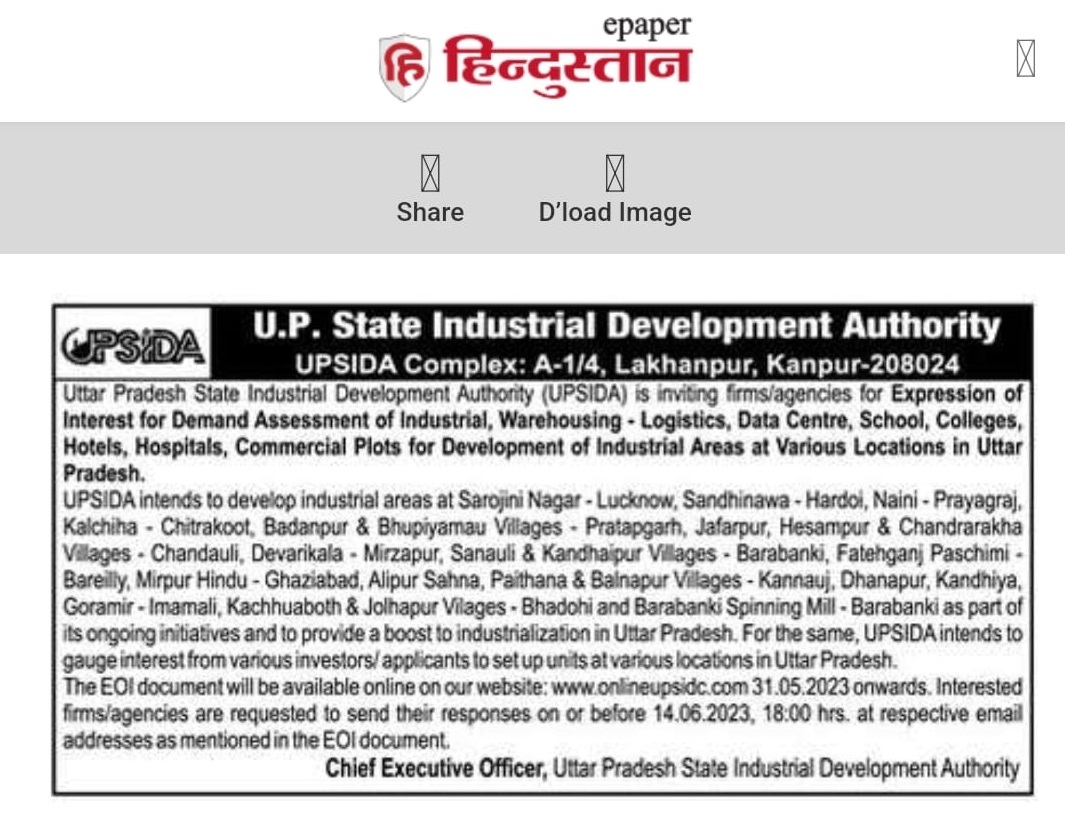 epaper
हि हिन्दुस्तान
Share D'load Image
UPSIDA
U.P. State Industrial Development Authority
UPSIDA Complex: A-1/4, Lakhanpur, Kanpur-208024
Uttar Pradesh State Industrial Development Authority (UPSIDA) is inviting firms/agencies for Expression of
Interest for Demand Assessment of Industrial, Warehousing - Logistics, Data Centre, School, Colleges,
Hotels, Hospitals, Commercial Plots for Development of Industrial Areas at Various Locations in Uttar
Pradesh.
UPSIDA intends to develop industrial areas at Sarojini Nagar - Lucknow, Sandhinawa - Hardoi, Naini - Prayagraj,
Kalchiha - Chitrakoot, Badanpur & Bhupiyamau Villages - Pratapgarh, Jafarpur, Hesampur & Chandrarakha
Villages - Chandauli, Devarikala - Mirzapur, Sanauli & Kandhaipur Villages - Barabanki, Fatehganj Paschimi -
Bareilly, Mirpur Hindu - Ghaziabad, Alipur Sahna, Paithana & Balnapur Villages - Kannauj, Dhanapur, Kandhiya,
Goramir - Imamali, Kachhuaboth & Jolhapur Vilages - Bhadohi and Barabanki Spinning Mill - Barabanki as part of
its ongoing initiatives and to provide a boost to industrialization in Uttar Pradesh. For the same, UPSIDA intends to
gauge interest from various investors/ applicants to set up units at various locations in Uttar Pradesh.
The EOI document will be available online on our website: www.onlineupsidc.com 31.05.2023 onwards. Interested
firms/agencies are requested to send their responses on or before 14.06.2023, 18:00 hrs. at respective email
addresses as mentioned in the EOI document.
Chief Executive Officer, Uttar Pradesh State Industrial Development Authority